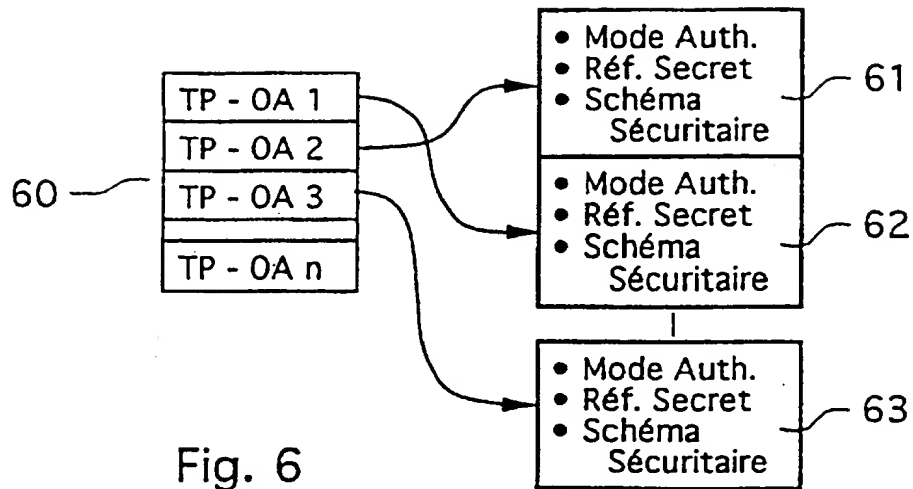 • Mode Auth.
• Réf. Secret
• Schéma
Sécuritaire
61
TP - OA 1
TP - OA 2
TP - OA 3
TP - OA n
60
• Mode Auth.
• Réf. Secret
• Schéma
Sécuritaire
62
• Mode Auth.
• Réf. Secret
• Schéma
Sécuritaire
63
Fig. 6